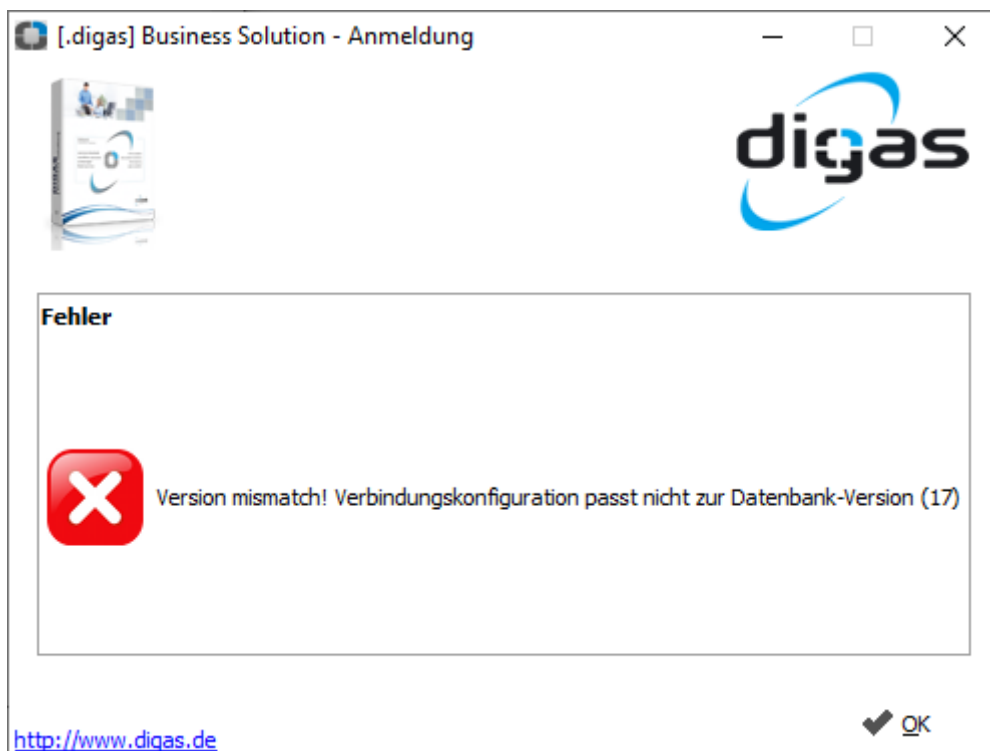 [.digas] Business Solution - Anmeldung
digas
Fehler
Version mismatch! Verbindungskonfiguration passt nicht zur Datenbank-Version (17)
OK
http://www.digas.de